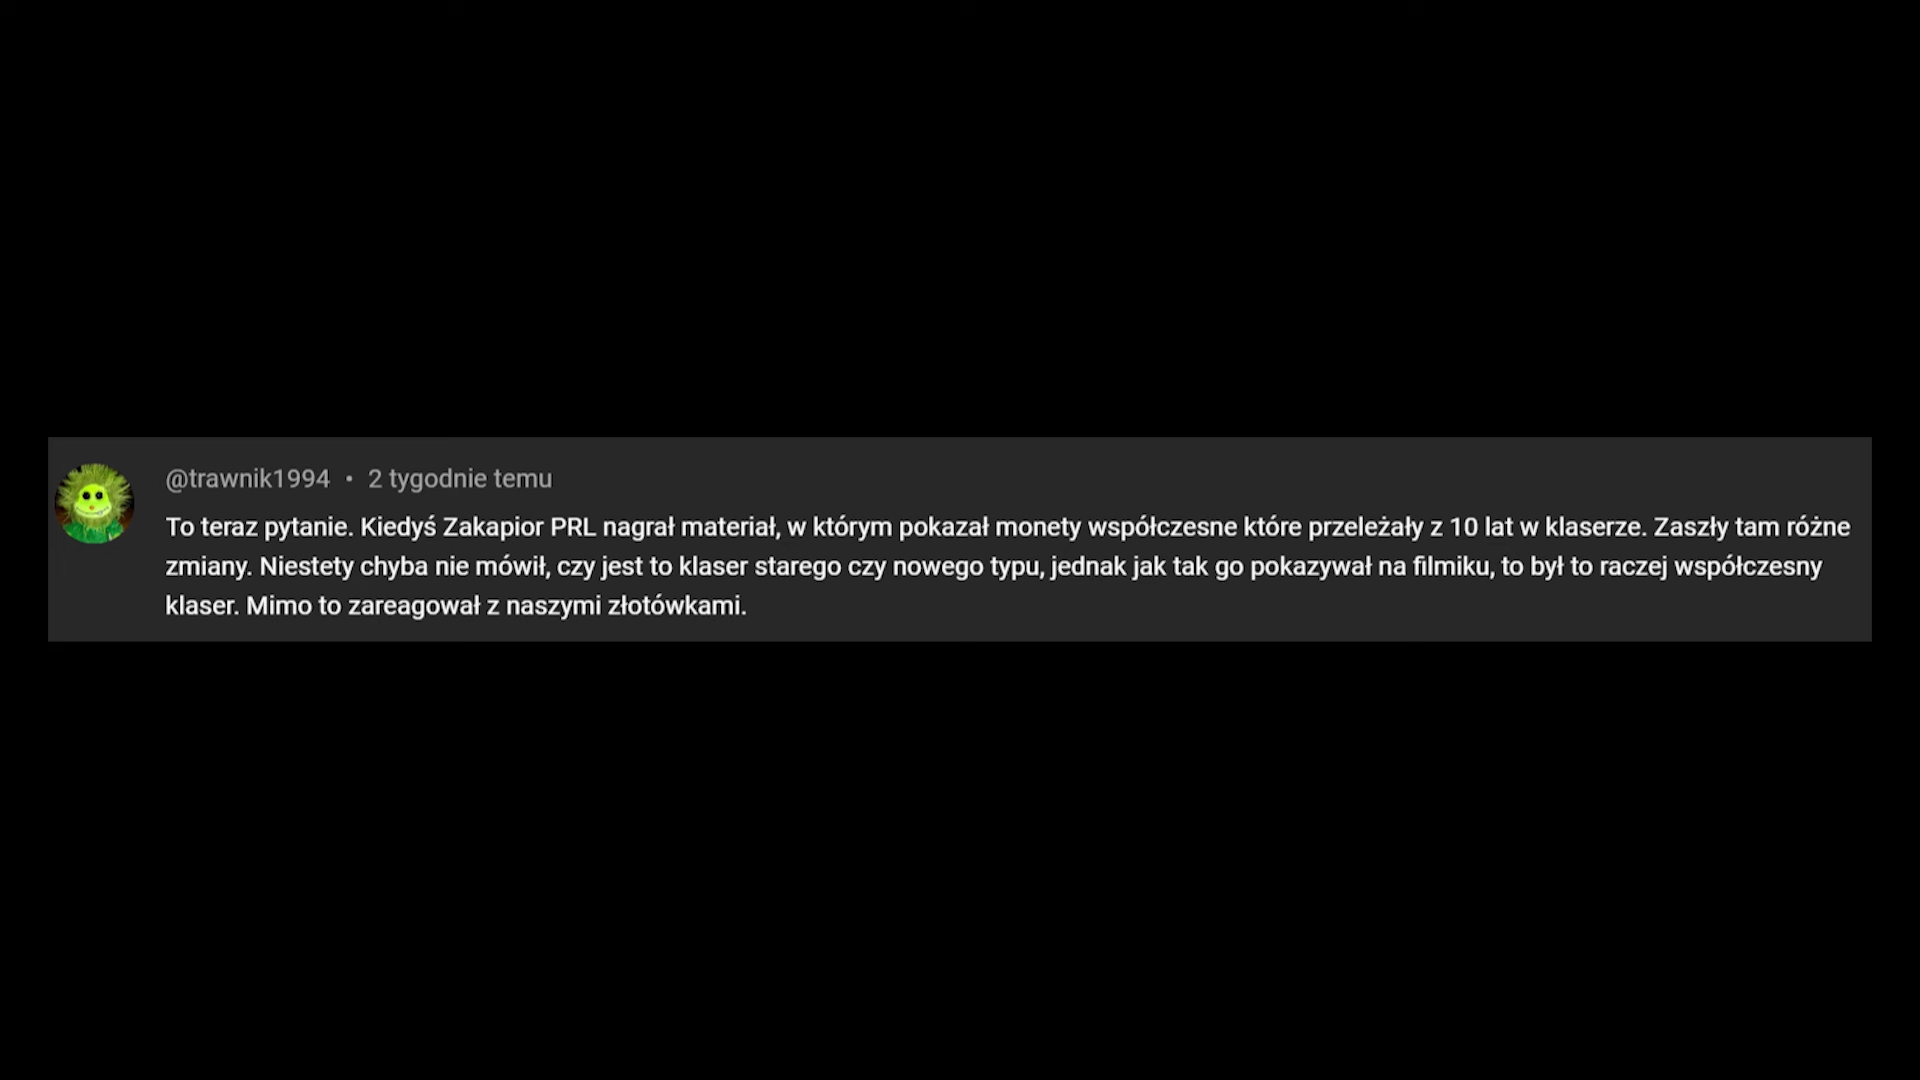 @trawnik1994 • 2 tygodnie temu
To teraz pytanie. Kiedyś Zakapior PRL nagrał materiał, w którym pokazał monety współczesne które przeleżały z 10 lat w klaserze. Zaszły tam różne
zmiany. Niestety chyba nie mówił, czy jest to klaser starego czy nowego typu, jednak jak tak go pokazywał na filmiku, to był to raczej współczesny
klaser. Mimo to zareagował z naszymi złotówkami.